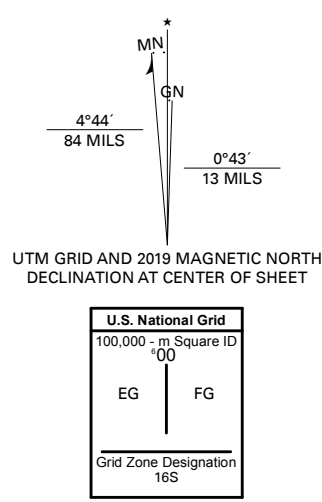 ★
MN
GN
4°44´
84 MILS
0°43´
13 MILS
UTM GRID AND 2019 MAGNETIC NORTH
DECLINATION AT CENTER OF SHEET
U.S. National Grid
100,000 - m Square ID
⁶00
EG FG
Grid Zone Designation
16S